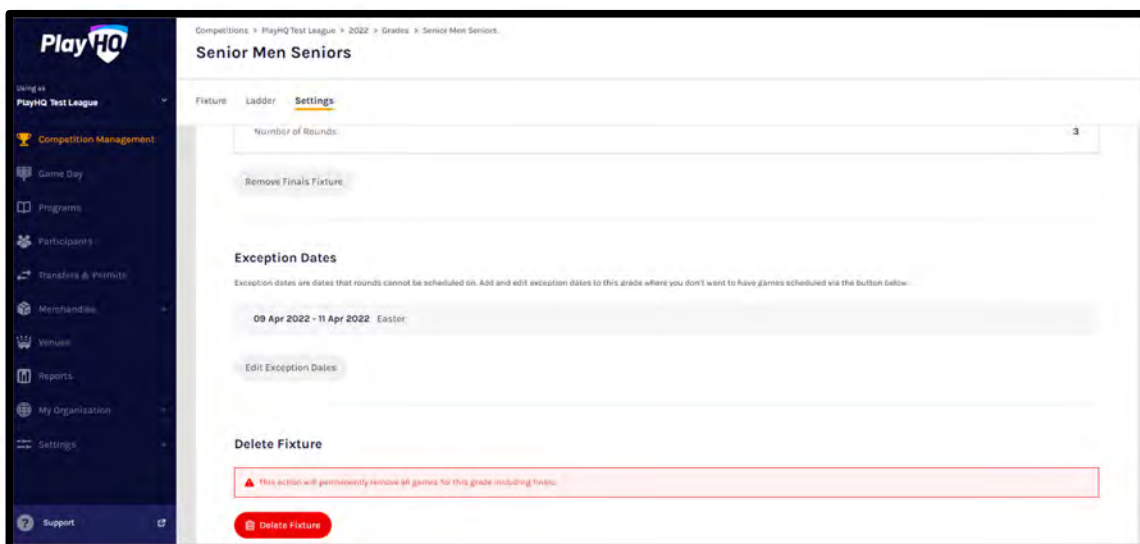 PlayHQ
Using as
PlayHQ Test League
Competition Management
Game Day
Programs
Participants
Transfers & Permits
Merchandise
Venues
Reports
My Organisation
Settings
Support
Competitions > PlayHQ Test League > 2022 > Grades > Senior Men Seniors
Senior Men Seniors
Fixture Ladder Settings
Number of Rounds 3
Remove Finals Fixture
Exception Dates
Exception dates are dates that rounds cannot be scheduled on. Add and edit exception dates to this grade where you don't want to have games scheduled via the button below.
09 Apr 2022 - 11 Apr 2022 Easter
Edit Exception Dates
Delete Fixture
This action will permanently remove all games for this grade including finals.
Delete Fixture